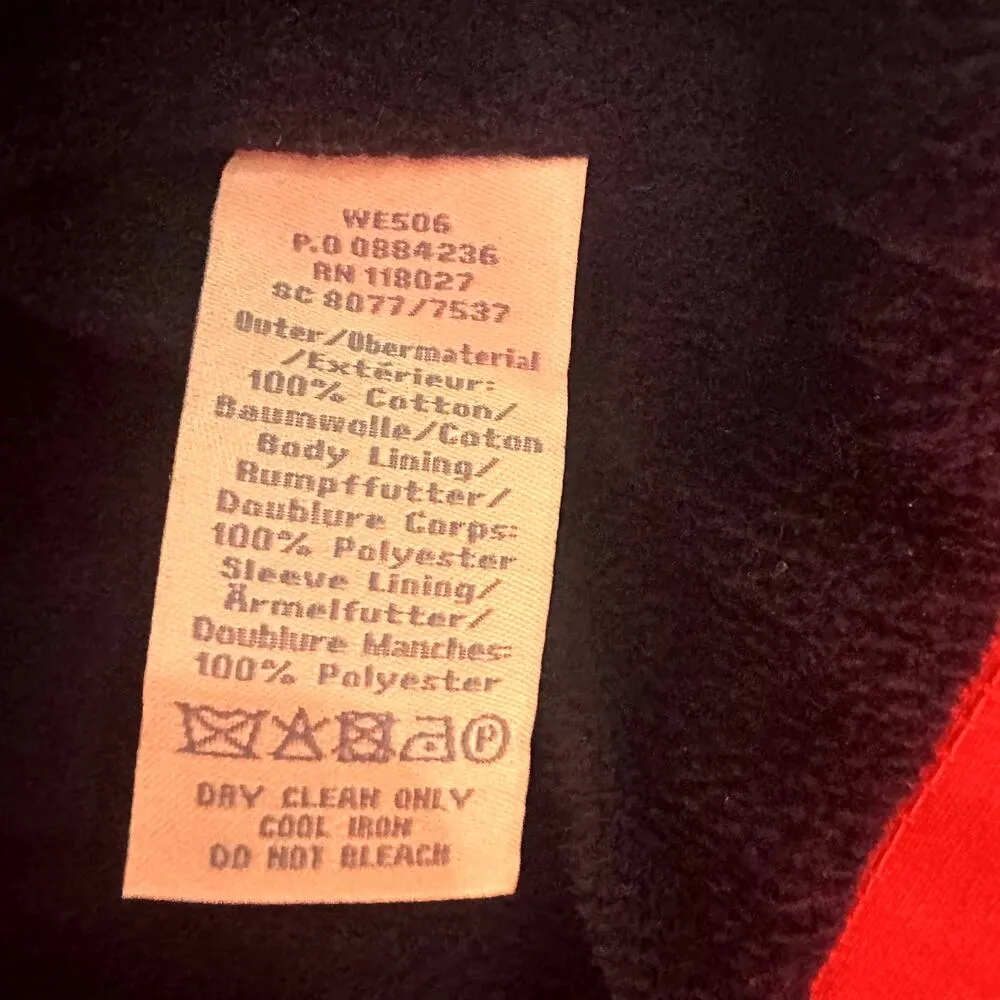 WE506
P.O 0884236
RN 118027
SC 8077/7537
Outer/Obermaterial
/Extérieur:
100% Cotton/
Baumwolle/Coton
Body Lining/
Rumpffutter/
Doublure Corps:
100% Polyester
Sleeve Lining/
Ärmelfutter/
Doublure Manches:
100% Polyester
P
DRY CLEAN ONLY
COOL IRON
DO NOT BLEACH